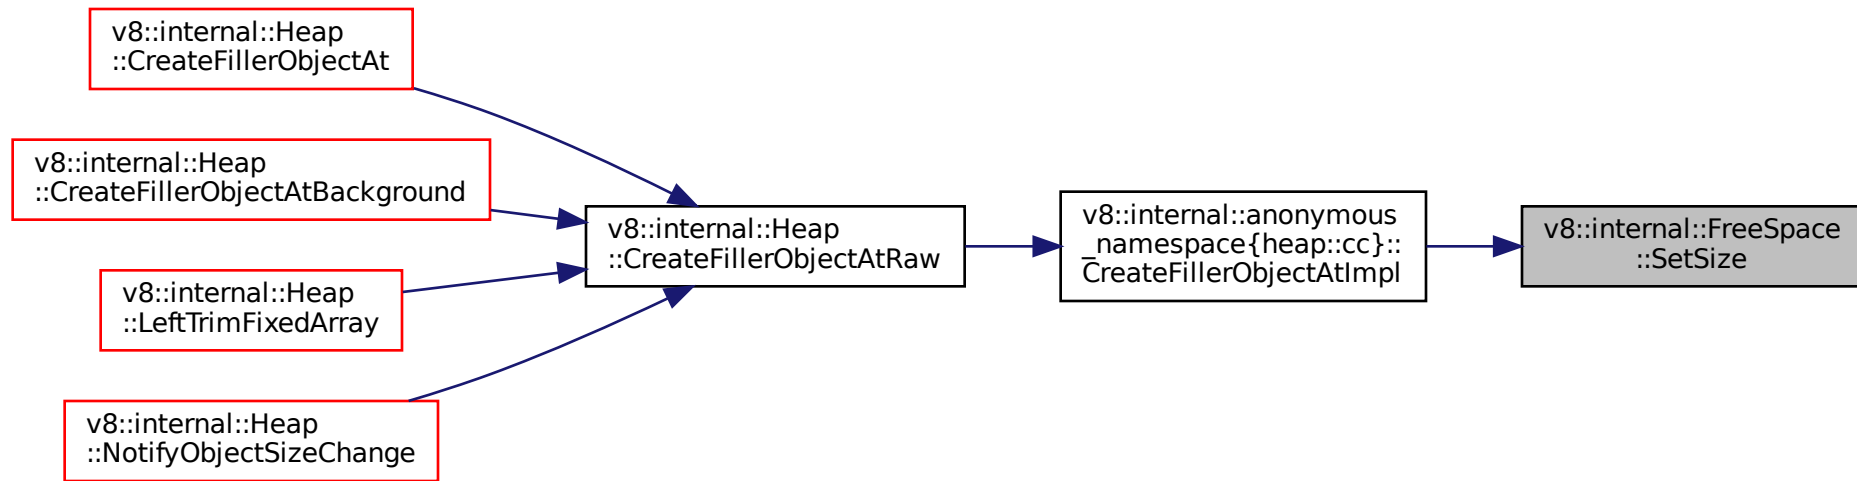 v8::internal::Heap
::CreateFillerObjectAt
v8::internal::Heap
::CreateFillerObjectAtBackground
v8::internal::Heap
::LeftTrimFixedArray
v8::internal::Heap
::NotifyObjectSizeChange
v8::internal::Heap
::CreateFillerObjectAtRaw
v8::internal::anonymous
_namespace{heap::cc}::
CreateFillerObjectAtImpl
v8::internal::FreeSpace
::SetSize